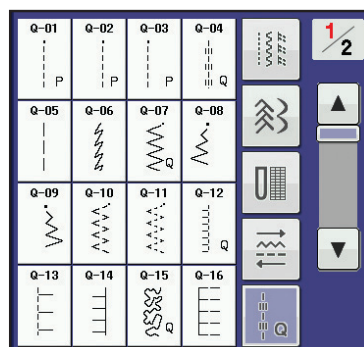 Q-01 Q-02 Q-03 Q-04 1/2
P P P Q
Q-05 Q-06 Q-07 Q-08
Q
Q-09 Q-10 Q-11 Q-12
Q
Q-13 Q-14 Q-15 Q-16
Q Q